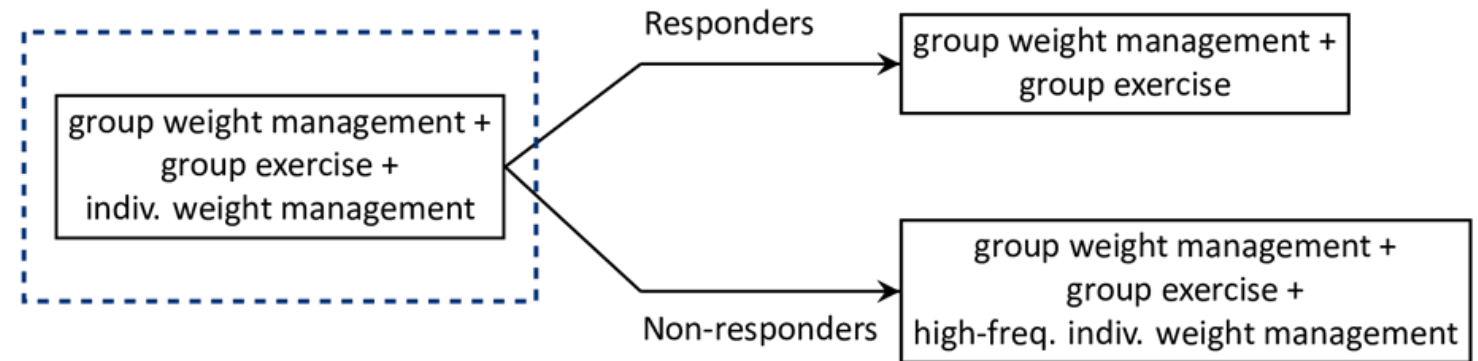 group weight management +
group exercise +
indiv. weight management
Responders
group weight management +
group exercise
Non-responders
group weight management +
group exercise +
high-freq. indiv. weight management